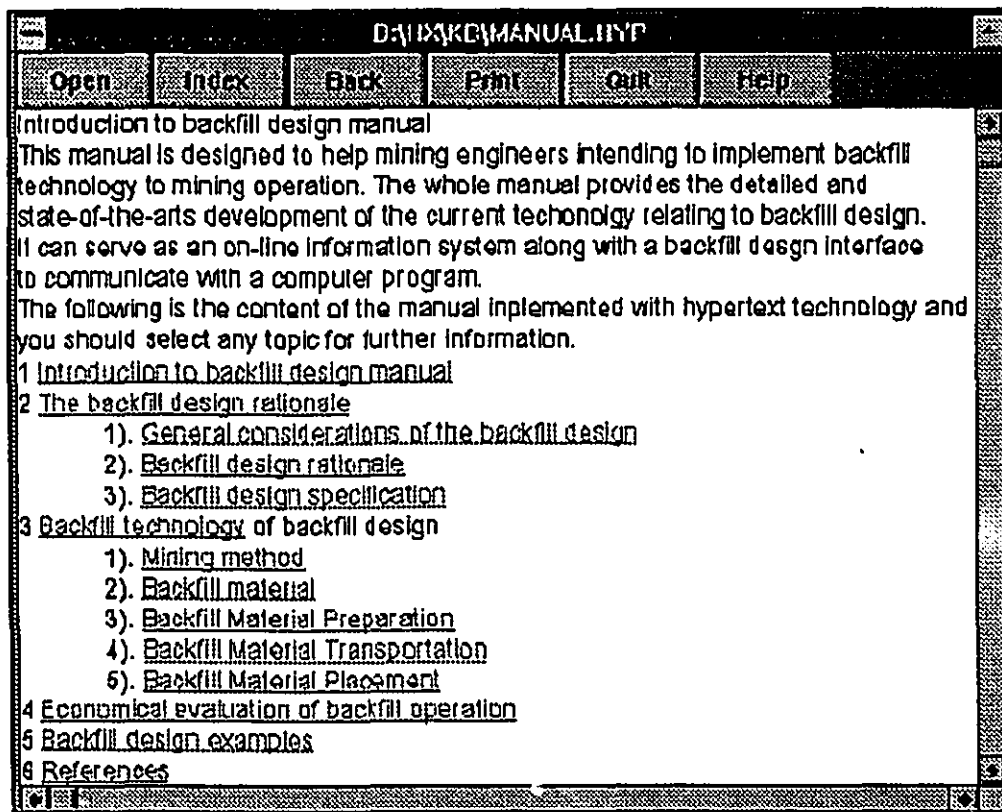 D:\HX\KD\MANUAL.HYP
Open Index Back Print Quit Help
Introduction to backfill design manual
This manual is designed to help mining engineers intending to implement backfill
technology to mining operation. The whole manual provides the detailed and
state-of-the-arts development of the current techonolgy relating to backfill design.
It can serve as an on-line information system along with a backfill desgn interface
to communicate with a computer program.
The following is the content of the manual inplemented with hypertext technology and
you should select any topic for further information.
1 Introduction to backfill design manual
2 The backfill design rationale
1). General considerations of the backfill design
2). Backfill design rationale
3). Backfill design specification
3 Backfill technology of backfill design
1). Mining method
2). Backfill material
3). Backfill Material Preparation
4). Backfill Material Transportation
5). Backfill Material Placement
4 Economical evaluation of backfill operation
5 Backfill design examples
6 References